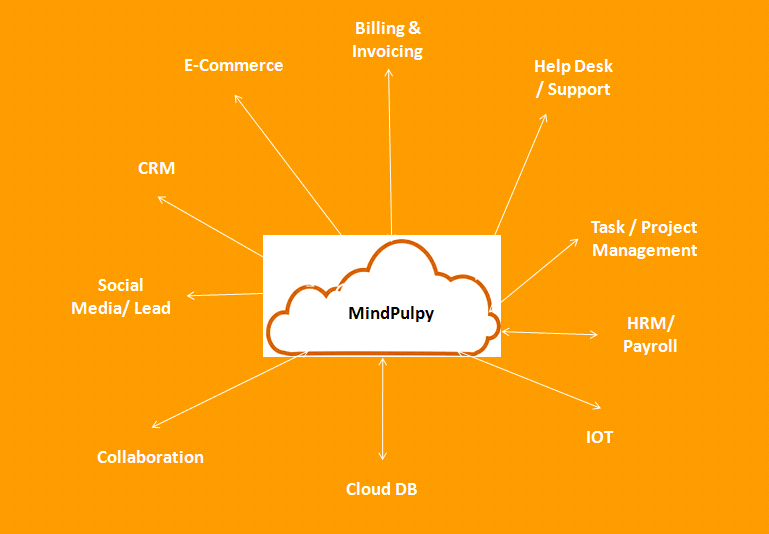 Billing &
Invoicing
E-Commerce
Help Desk
/ Support
CRM
Task / Project
Management
Social
Media/ Lead
MindPulpy
HRM/
Payroll
Collaboration
IOT
Cloud DB